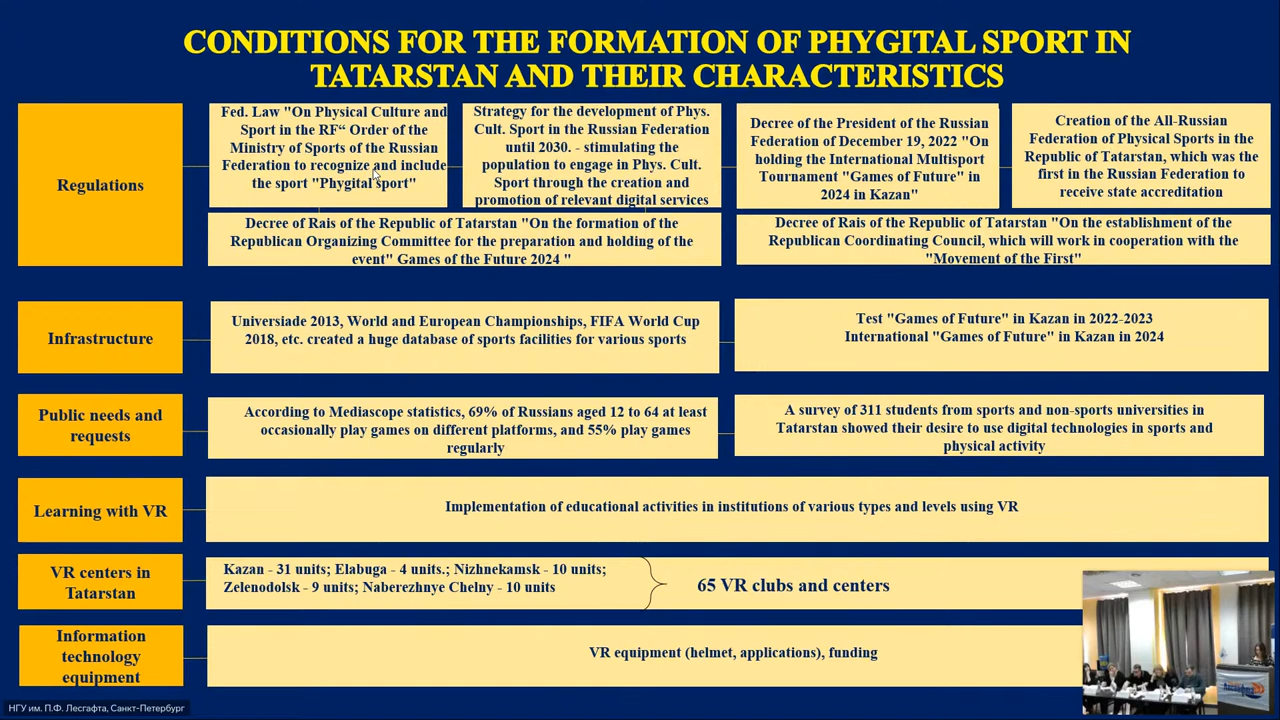 CONDITIONS FOR THE FORMATION OF PHYGITAL SPORT IN
TATARSTAN AND THEIR CHARACTERISTICS
Regulations
Fed. Law "On Physical Culture and
Sport in the RF“ Order of the
Ministry of Sports of the Russian
Federation to recognize and include
the sport "Phygital sport"
Strategy for the development of Phys.
Cult. Sport in the Russian Federation
until 2030. - stimulating the
population to engage in Phys. Cult.
Sport through the creation and
promotion of relevant digital services
Decree of the President of the Russian
Federation of December 19, 2022 "On
holding the International Multisport
Tournament "Games of Future" in
2024 in Kazan"
Creation of the All-Russian
Federation of Physical Sports in the
Republic of Tatarstan, which was the
first in the Russian Federation to
receive state accreditation
Decree of Rais of the Republic of Tatarstan "On the formation of the
Republican Organizing Committee for the preparation and holding of the
event" Games of the Future 2024 "
Decree of Rais of the Republic of Tatarstan "On the establishment of the
Republican Coordinating Council, which will work in cooperation with the
"Movement of the First"
Infrastructure
Universiade 2013, World and European Championships, FIFA World Cup
2018, etc. created a huge database of sports facilities for various sports
Test "Games of Future" in Kazan in 2022-2023
International "Games of Future" in Kazan in 2024
Public needs and
requests
According to Mediascope statistics, 69% of Russians aged 12 to 64 at least
occasionally play games on different platforms, and 55% play games
regularly
A survey of 311 students from sports and non-sports universities in
Tatarstan showed their desire to use digital technologies in sports and
physical activity
Learning with VR
Implementation of educational activities in institutions of various types and levels using VR
VR centers in
Tatarstan
Kazan - 31 units; Elabuga - 4 units.; Nizhnekamsk - 10 units;
Zelenodolsk - 9 units; Naberezhnye Chelny - 10 units
65 VR clubs and centers
Information
technology
equipment
VR equipment (helmet, applications), funding
НГУ им. П.Ф. Лесгафта, Санкт-Петербург